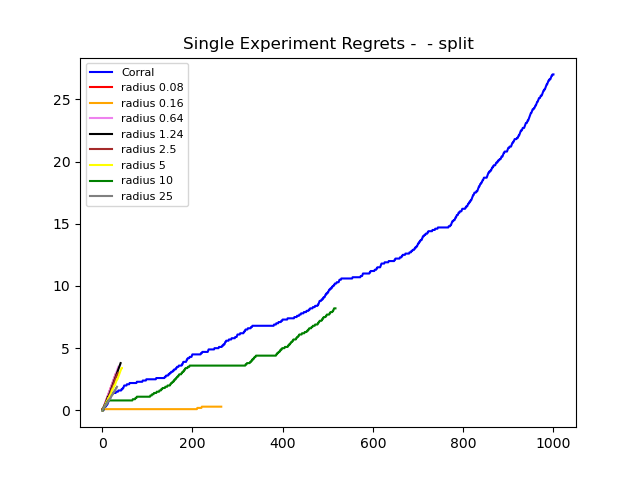 Single Experiment Regrets -  - split
Corral
radius 0.08
radius 0.16
radius 0.64
radius 1.24
radius 2.5
radius 5
radius 10
radius 25
25
20
15
10
5
0
0 200 400 600 800 1000